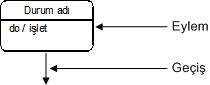 Durum adı
do / işlet
Eylem
Geçiş